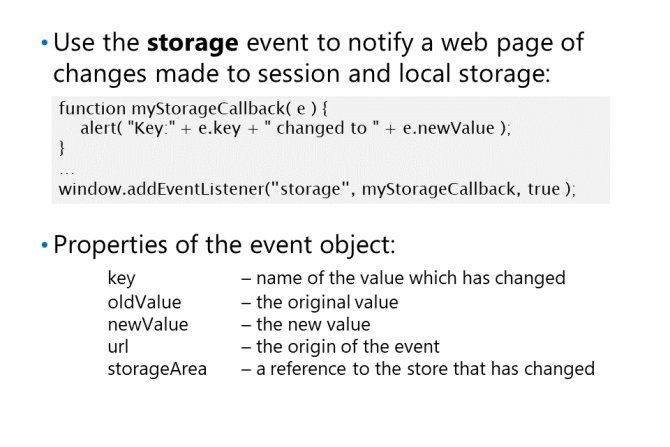 • Use the storage event to notify a web page of
changes made to session and local storage:
function myStorageCallback( e ) {
alert( "Key:" + e.key + " changed to " + e.newValue );
}
...
window.addEventListener("storage", myStorageCallback, true );
• Properties of the event object:
key – name of the value which has changed
oldValue – the original value
newValue – the new value
url – the origin of the event
storageArea – a reference to the store that has changed